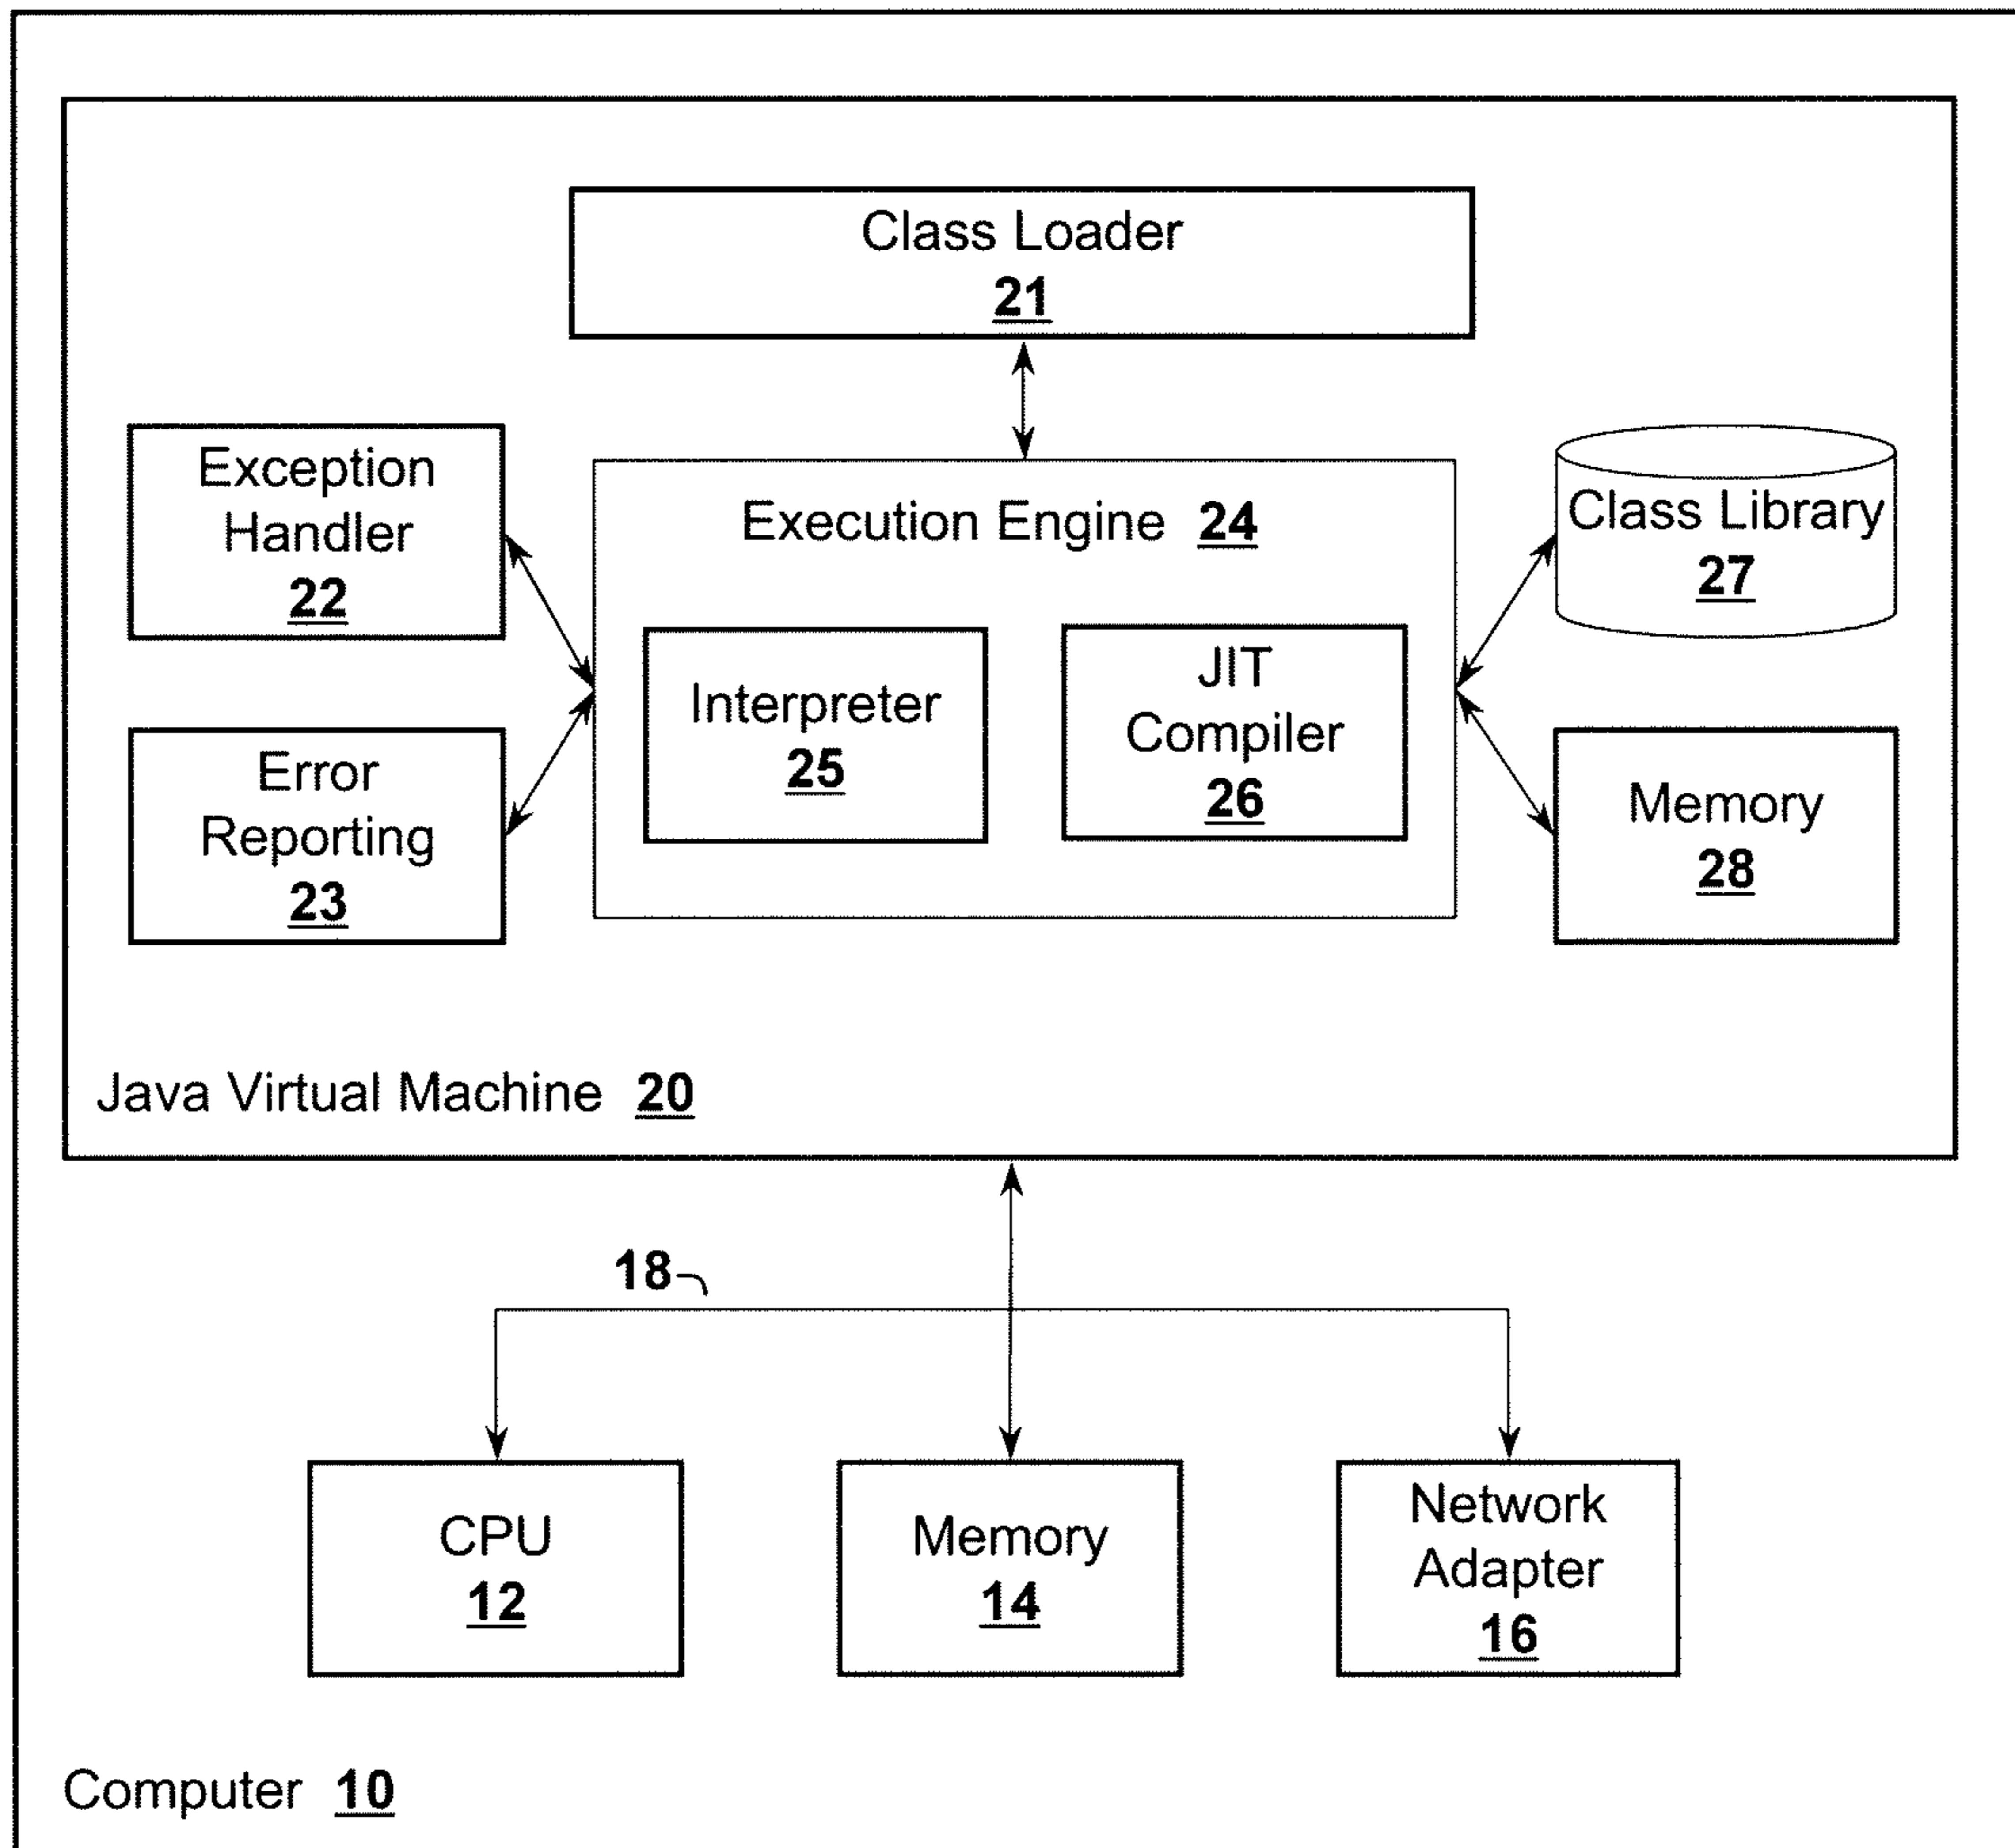 Class Loader
21
Exception
Handler
22
Execution Engine 24
Class Library
27
Interpreter
25
JIT
Compiler
26
Error
Reporting
23
Memory
28
Java Virtual Machine 20
18
CPU
12
Memory
14
Network
Adapter
16
Computer 10